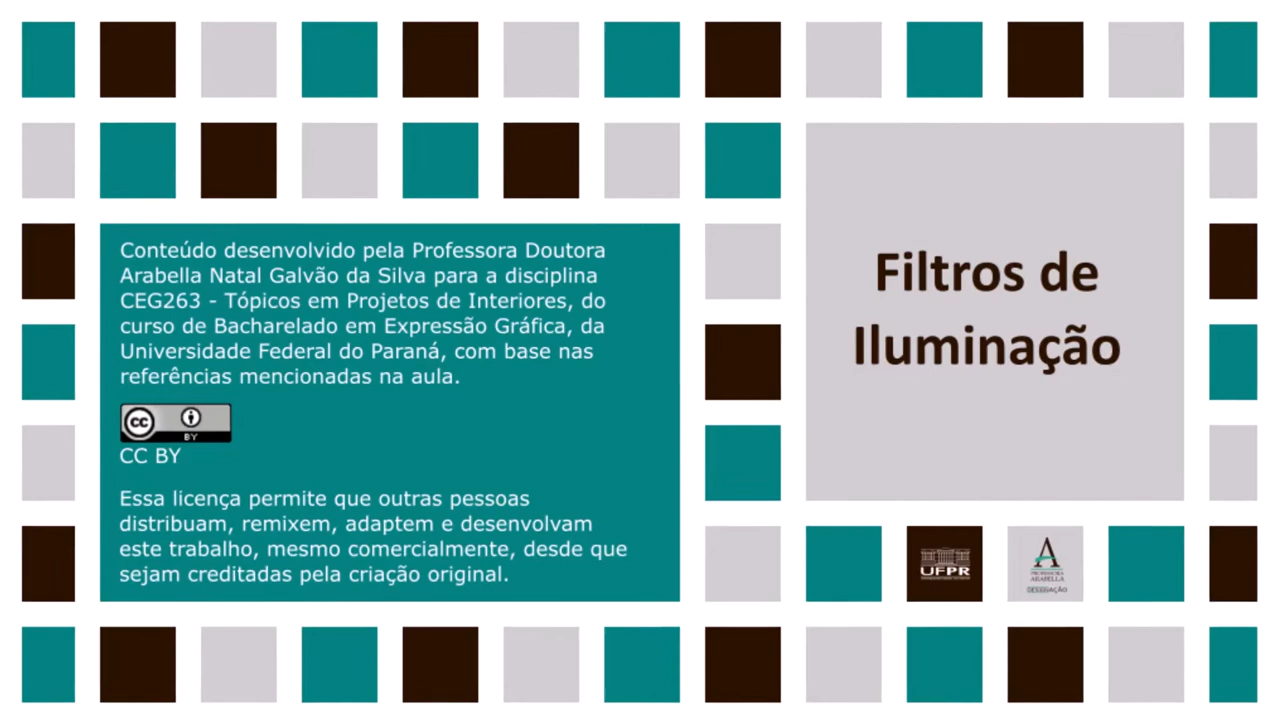 Conteúdo desenvolvido pela Professora Doutora
Arabella Natal Galvão da Silva para a disciplina
CEG263 - Tópicos em Projetos de Interiores, do
curso de Bacharelado em Expressão Gráfica, da
Universidade Federal do Paraná, com base nas
referências mencionadas na aula.
cc
BY
CC BY
Essa licença permite que outras pessoas
distribuam, remixem, adaptem e desenvolvam
este trabalho, mesmo comercialmente, desde que
sejam creditadas pela criação original.
Filtros de
Iluminação
UFPR
A
PROFESSORA
ARABELLA